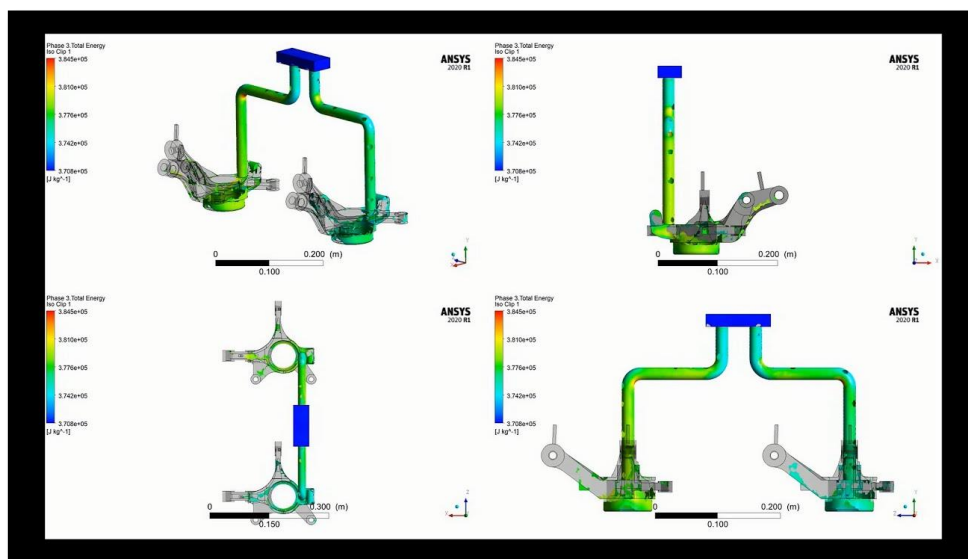 Phase 3.Total Energy
Iso Clip 1
3.845e+05
3.810e+05
3.776e+05
3.742e+05
3.708e+05
[J kg^-1]
ANSYS
2020 R1
0 0.200 (m)
0.100
Y
Phase 3.Total Energy
Iso Clip 1
3.845e+05
3.810e+05
3.776e+05
3.742e+05
3.708e+05
[J kg^-1]
ANSYS
2020 R1
0 0.200 (m)
0.100
Y
X
Phase 3.Total Energy
Iso Clip 1
3.845e+05
3.810e+05
3.776e+05
3.742e+05
3.708e+05
[J kg^-1]
ANSYS
2020 R1
0 0.300 (m)
0.150
Z
Phase 3.Total Energy
Iso Clip 1
3.845e+05
3.810e+05
3.776e+05
3.742e+05
3.708e+05
[J kg^-1]
ANSYS
2020 R1
0 0.200 (m)
0.100
Y